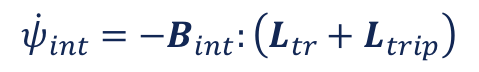 ψ̇_int = −B_int: (L_tr + L_trip)